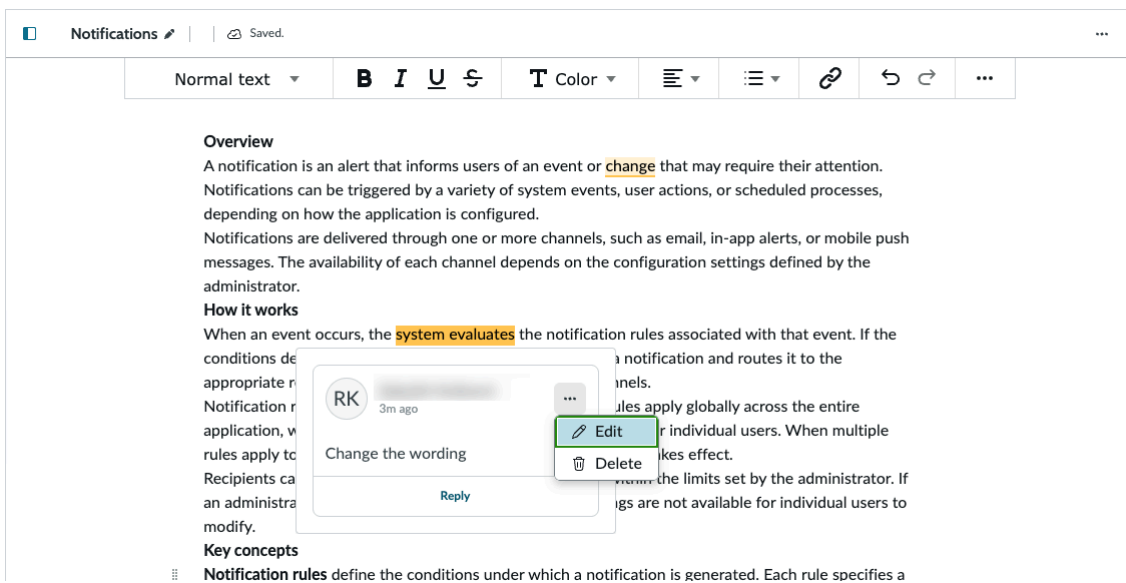 Notifications
Saved.
Normal text
B I U S T Color
Overview
A notification is an alert that informs users of an event or change that may require their attention.
Notifications can be triggered by a variety of system events, user actions, or scheduled processes,
depending on how the application is configured.
Notifications are delivered through one or more channels, such as email, in-app alerts, or mobile push
messages. The availability of each channel depends on the configuration settings defined by the
administrator.
How it works
When an event occurs, the system evaluates the notification rules associated with that event. If the
conditions a notification and routes it to the
appropriate
Notification rules apply globally across the entire
application, individual users. When multiple
rules apply to effect.
Recipients the limits set by the administrator. If
an are not available for individual users to
modify.
RK
3m ago
Edit
Delete
Change the wording
Reply
Key concepts
Notification rules define the conditions under which a notification is generated. Each rule specifies a